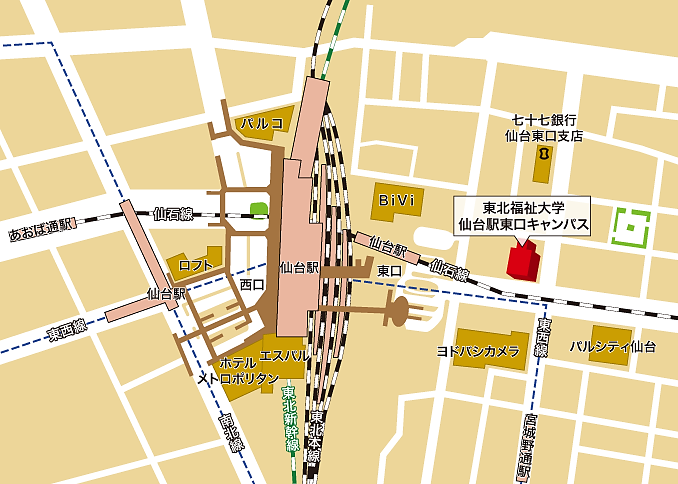 パルコ
七十七銀行
仙台東口支店
BiVi
東北福祉大学
仙台駅東口キャンパス
仙石線
あおば通駅
仙台駅
仙石線
ロフト
西口
仙台駅
東口
仙台駅
東西線
東西線
ヨドバシカメラ
パルシティ仙台
エスパル
ホテル
メトロポリタン
南北線
東北新幹線
東北本線
宮城野通駅